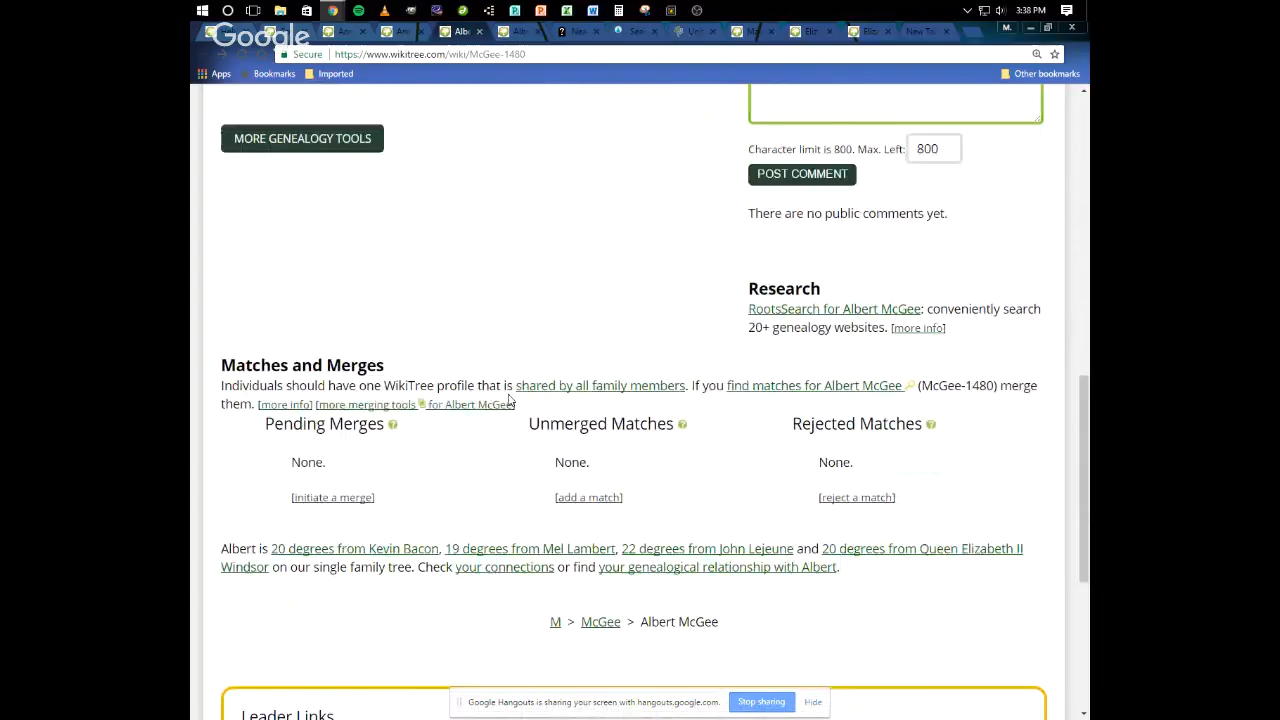 3:38 PM
Google
Albe
Eliz
Eliza
New Ta
M.
Secure
https://www.wikitree.com/wiki/McGee-1480
Apps
Bookmarks
Imported
Other bookmarks
MORE GENEALOGY TOOLS
Character limit is 800. Max. Left: 800
POST COMMENT
There are no public comments yet.
Research
RootsSearch for Albert McGee: conveniently search
20+ genealogy websites. [more info]
Matches and Merges
Individuals should have one WikiTree profile that is shared by all family members. If you find matches for Albert McGee (McGee-1480) merge
them. [more info] [more merging tools for Albert McGee]
Pending Merges ? Unmerged Matches ? Rejected Matches ?
None. None. None.
[initiate a merge] [add a match] [reject a match]
Albert is 20 degrees from Kevin Bacon, 19 degrees from Mel Lambert, 22 degrees from John Lejeune and 20 degrees from Queen Elizabeth II
Windsor on our single family tree. Check your connections or find your genealogical relationship with Albert.
M > McGee > Albert McGee
Google Hangouts is sharing your screen with hangouts.google.com. Stop sharing Hide
Leader Links